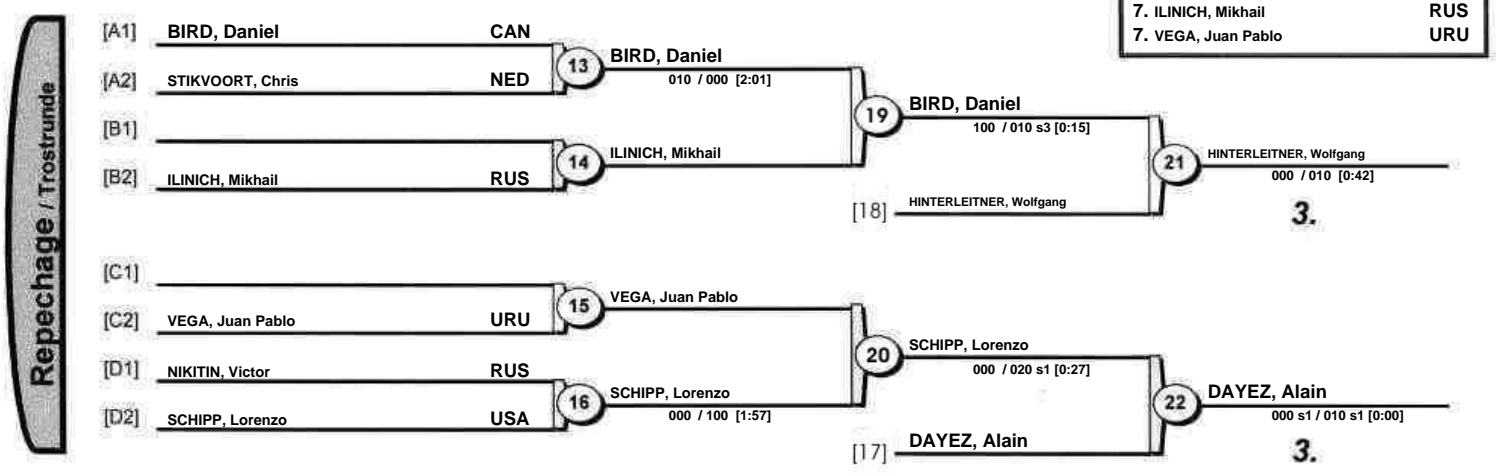 7. ILINICH, Mikhail RUS
7. VEGA, Juan Pablo URU
Repechage / Trostrunde
[A1] BIRD, Daniel CAN
[A2] STIKVOORT, Chris NED
13
BIRD, Daniel
010 / 000 [2:01]
[B1]
[B2] ILINICH, Mikhail RUS
14
ILINICH, Mikhail
19
BIRD, Daniel
100 / 010 s3 [0:15]
[18] HINTERLEITNER, Wolfgang
21
HINTERLEITNER, Wolfgang
000 / 010 [0:42]
3.
[C1]
[C2] VEGA, Juan Pablo URU
15
VEGA, Juan Pablo
[D1] NIKITIN, Victor RUS
[D2] SCHIPP, Lorenzo USA
16
SCHIPP, Lorenzo
000 / 100 [1:57]
20
SCHIPP, Lorenzo
000 / 020 s1 [0:27]
[17] DAYEZ, Alain
22
DAYEZ, Alain
000 s1 / 010 s1 [0:00]
3.